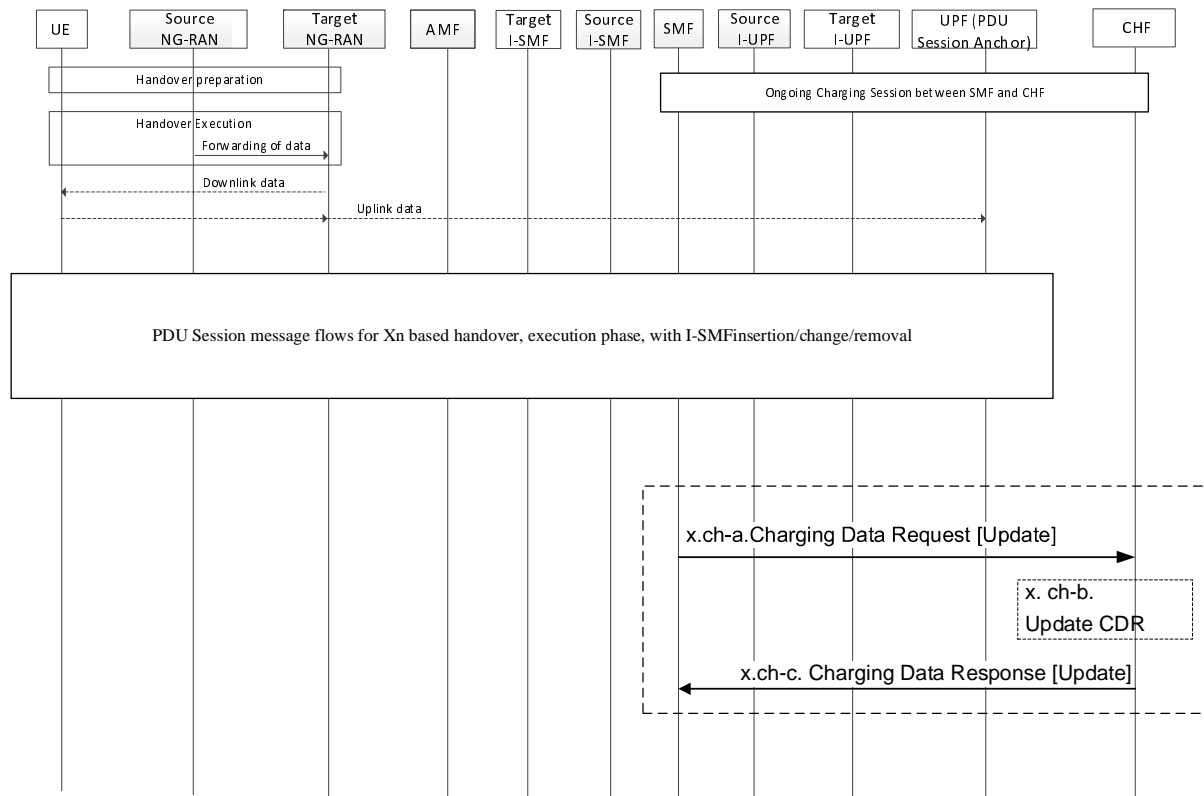 UE
Source
NG-RAN
Target
NG-RAN
AMF
Target
I-SMF
Source
I-SMF
SMF
Source
I-UPF
Target
I-UPF
UPF (PDU
Session Anchor)
CHF
Handover preparation
Ongoing Charging Session between SMF and CHF
Handover Execution
Forwarding of data
Downlink data
Uplink data
PDU Session message flows for Xn based handover, execution phase, with I-SMFinsertion/change/removal
x.ch-a.Charging Data Request [Update]
x. ch-b.
Update CDR
x.ch-c. Charging Data Response [Update]